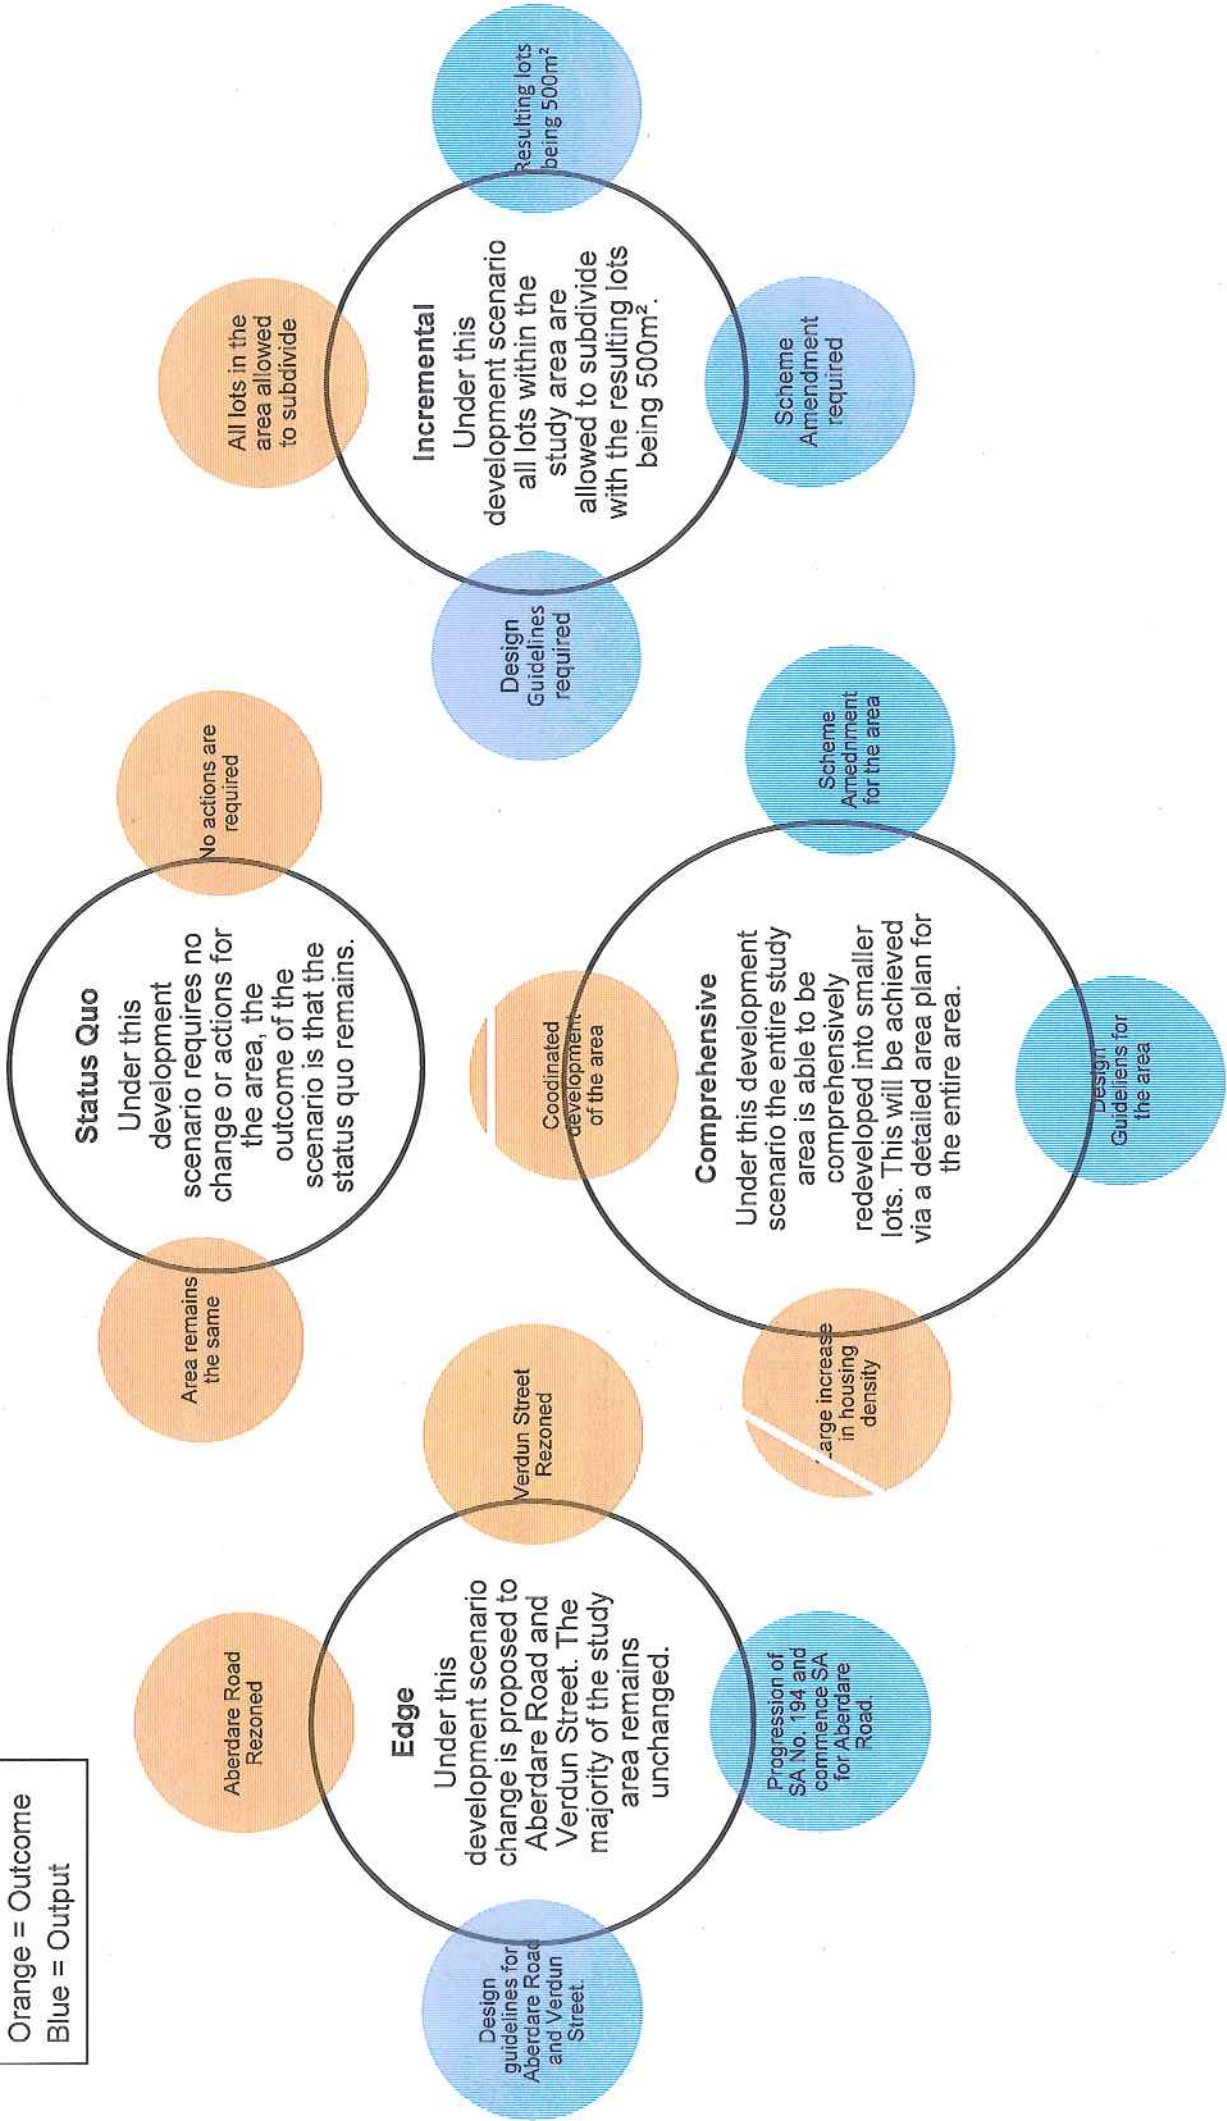 Orange = Outcome
Blue = Output
Status Quo
Under this
development
scenario requires no
change or actions for
the area, the
outcome of the
scenario is that the
status quo remains.
Area remains
the same
No actions are
required
Edge
Under this
development scenario
change is proposed to
Aberdare Road and
Verdun Street. The
majority of the study
area remains
unchanged.
Aberdare Road
Rezoned
Verdun Street
Rezoned
Progression of
SA No. 194 and
commence SA
for Aberdare
Road.
Design
guidelines for
Aberdare Road
and Verdun
Street.
Comprehensive
Under this development
scenario the entire study
area is able to be
comprehensively
redeveloped into smaller
lots. This will be achieved
via a detailed area plan for
the entire area.
Coodinated
development
of the area
Scheme
Amednment
for the area
Design
Guideliens for
the area
Large increase
in housing
density
Incremental
Under this
development scenario
all lots within the
study area are
allowed to subdivide
with the resulting lots
being 500m².
All lots in the
area allowed
to subdivide
Resulting lots
being 500m²
Scheme
Amendment
required
Design
Guidelines
required